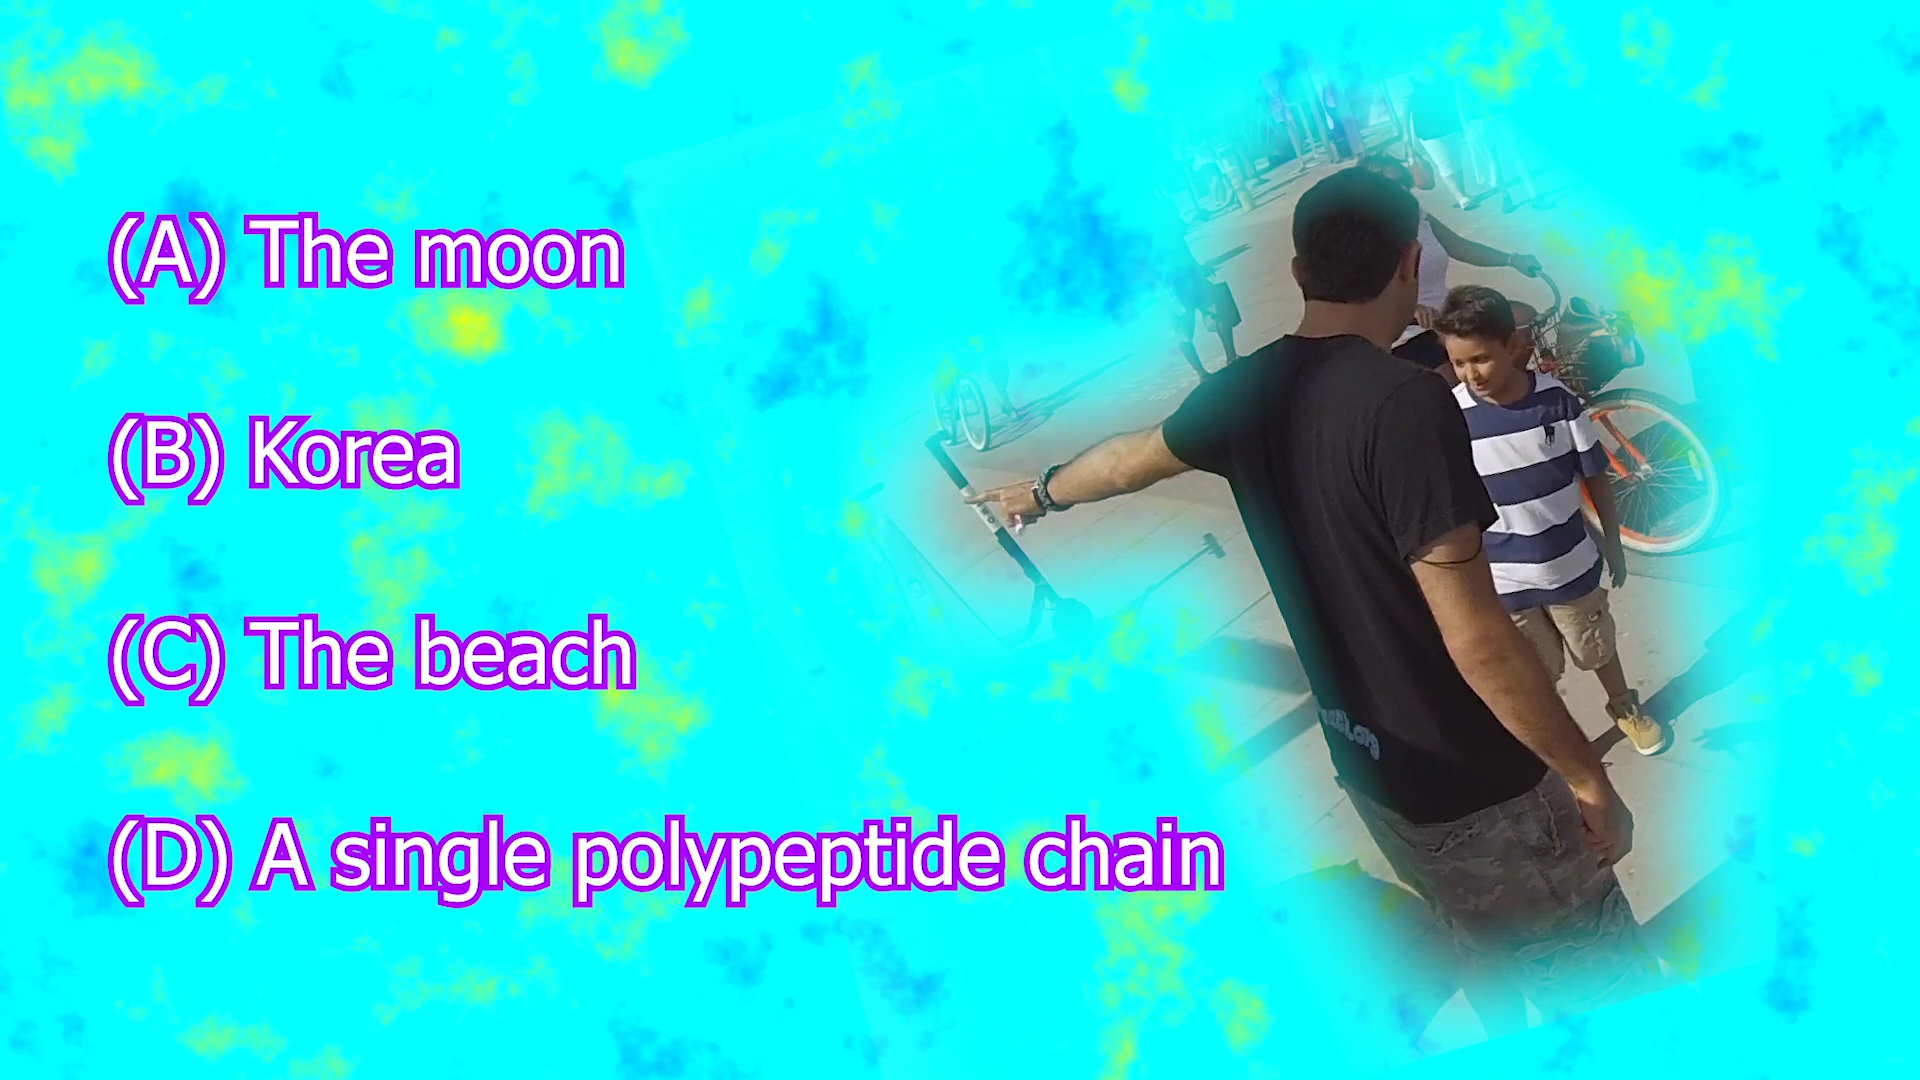 (A) The moon
(B) Korea
(C) The beach
(D) A single polypeptide chain